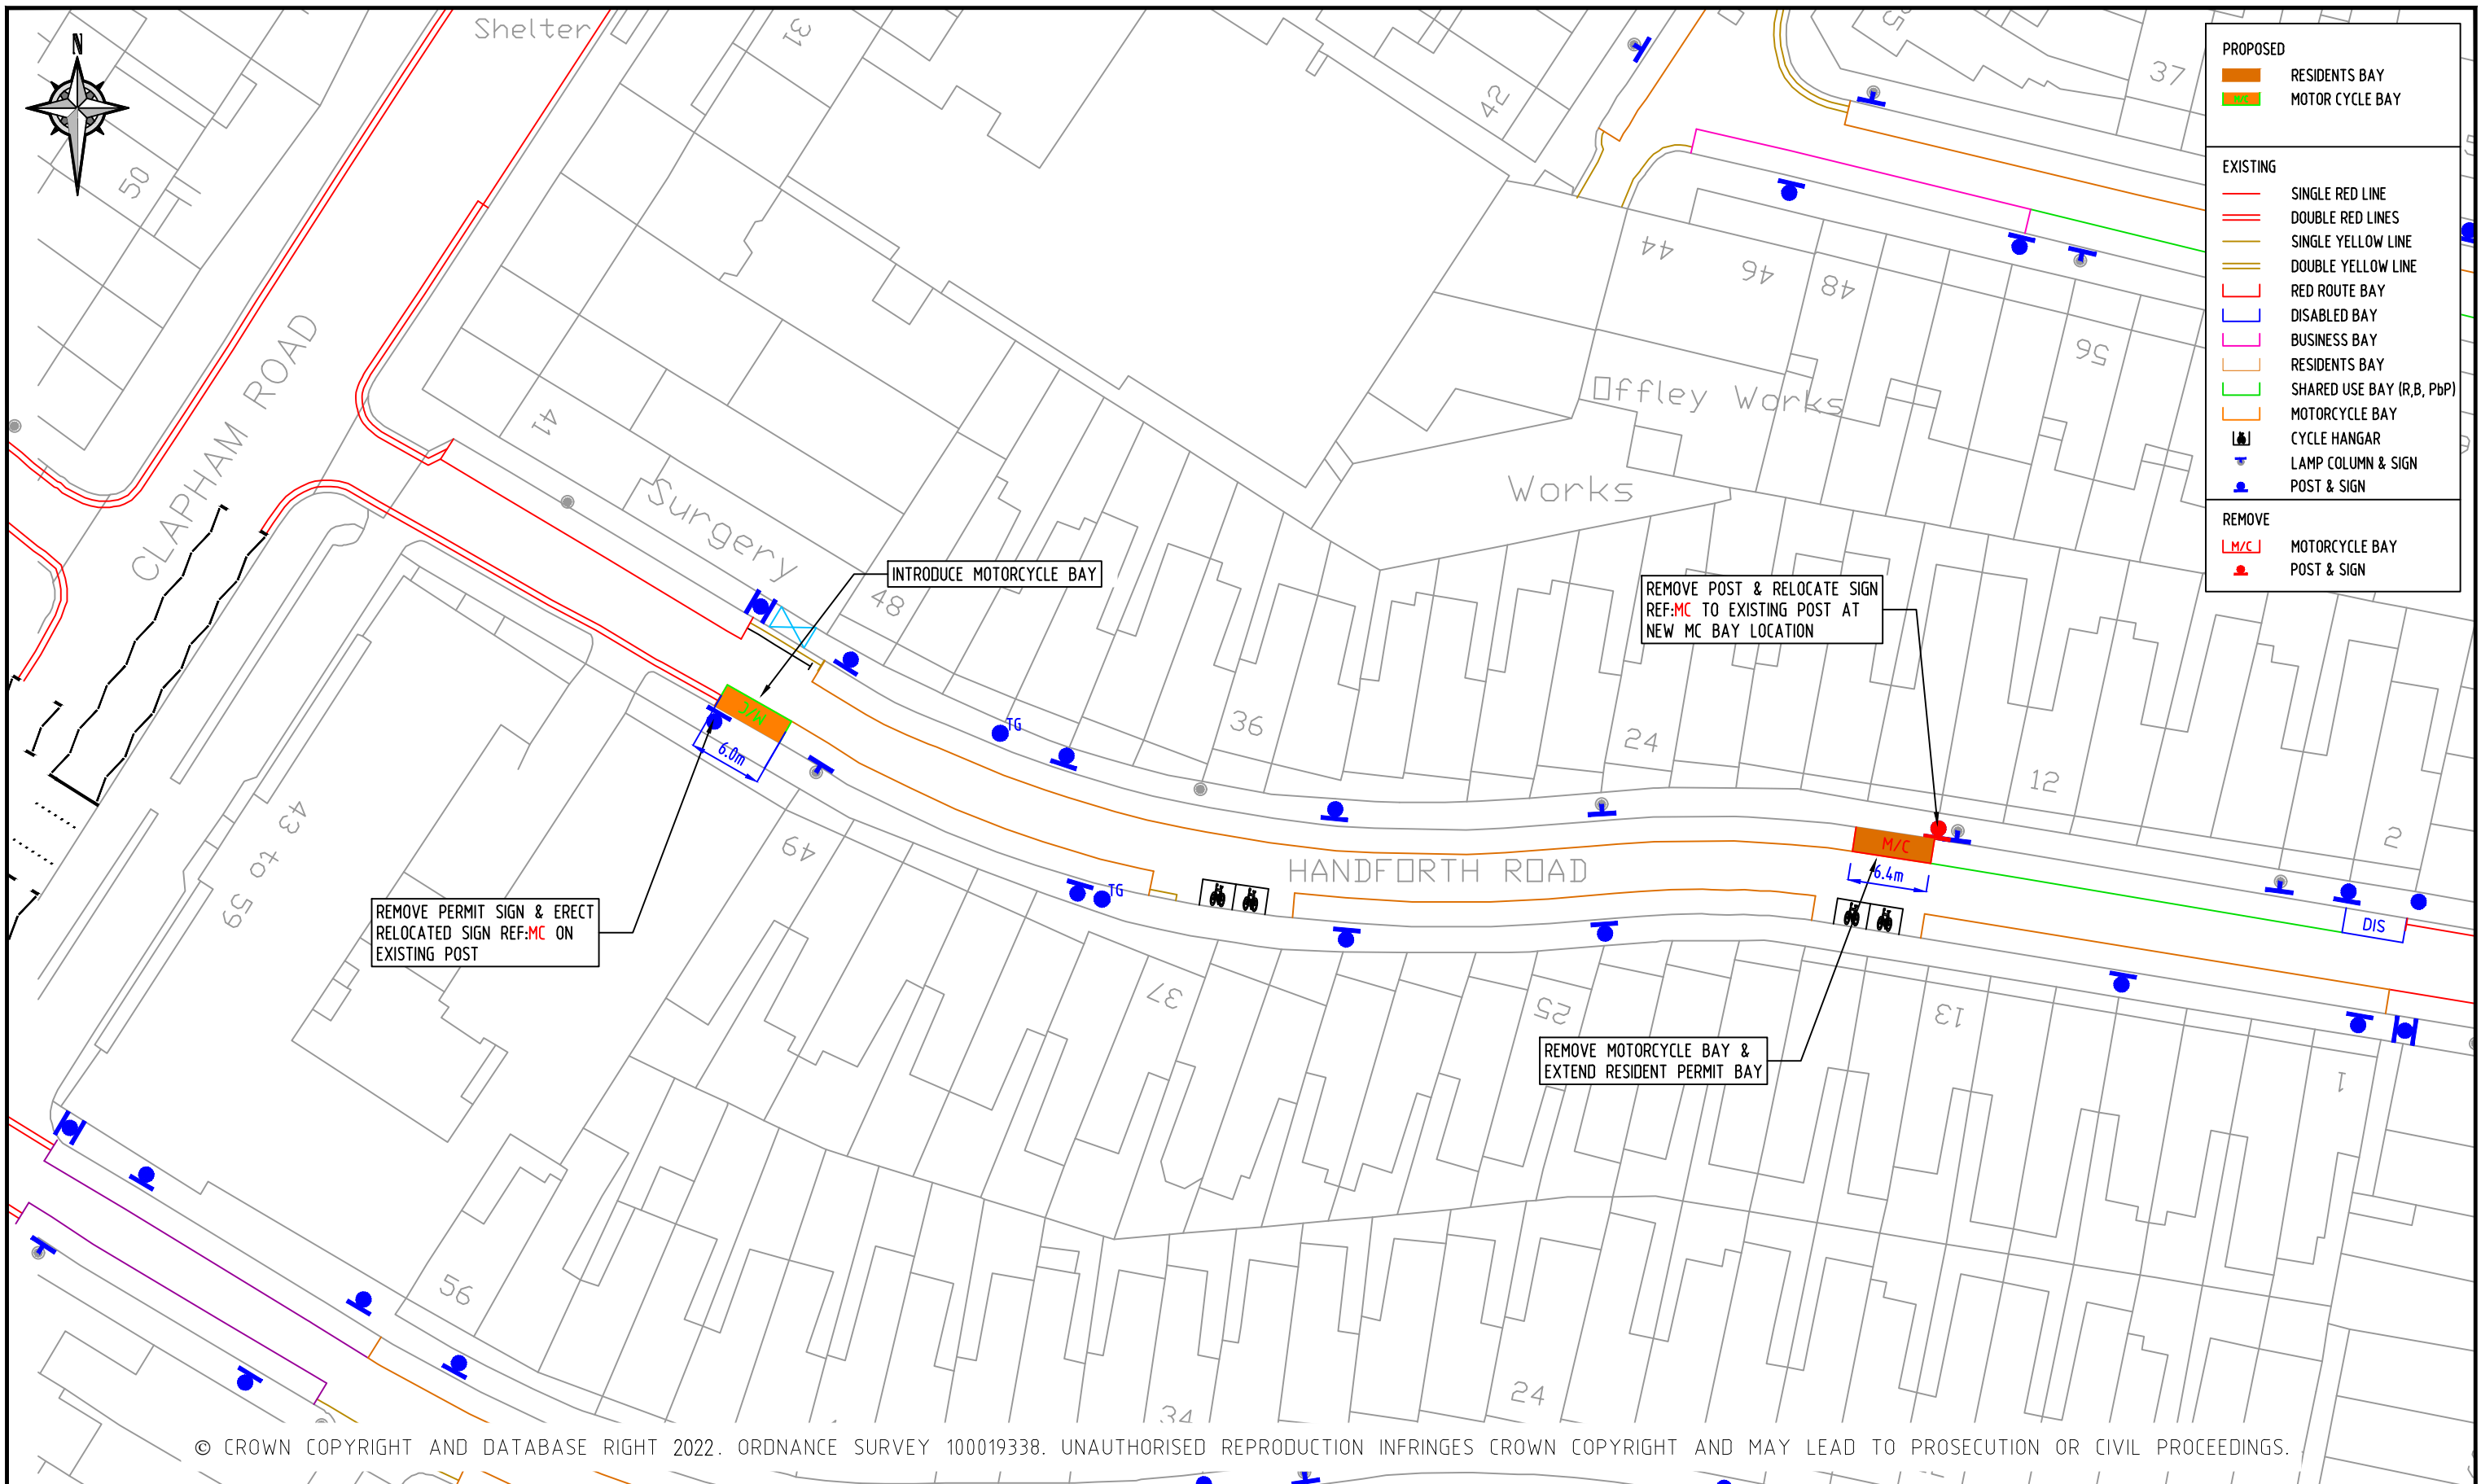 Shelter
N
31
50
42
35
37
PROPOSED
RESIDENTS BAY
M/C MOTOR CYCLE BAY
EXISTING
SINGLE RED LINE
DOUBLE RED LINES
SINGLE YELLOW LINE
DOUBLE YELLOW LINE
RED ROUTE BAY
DISABLED BAY
BUSINESS BAY
RESIDENTS BAY
SHARED USE BAY (R,B, PbP)
MOTORCYCLE BAY
CYCLE HANGAR
LAMP COLUMN & SIGN
POST & SIGN
REMOVE
M/C MOTORCYCLE BAY
POST & SIGN
44
46
48
56
CLAPHAM ROAD
41
Surgery
48
Offley Works
Works
INTRODUCE MOTORCYCLE BAY
REMOVE POST & RELOCATE SIGN
REF:MC TO EXISTING POST AT
NEW MC BAY LOCATION
M/C
6.0m
TG
36
24
12
2
43 to 59
49
TG
HANDFORTH ROAD
M/C
6.4m
DIS
REMOVE PERMIT SIGN & ERECT
RELOCATED SIGN REF:MC ON
EXISTING POST
37
25
13
1
REMOVE MOTORCYCLE BAY &
EXTEND RESIDENT PERMIT BAY
56
34
24
© CROWN COPYRIGHT AND DATABASE RIGHT 2022. ORDNANCE SURVEY 100019338. UNAUTHORISED REPRODUCTION INFRINGES CROWN COPYRIGHT AND MAY LEAD TO PROSECUTION OR CIVIL PROCEEDINGS.